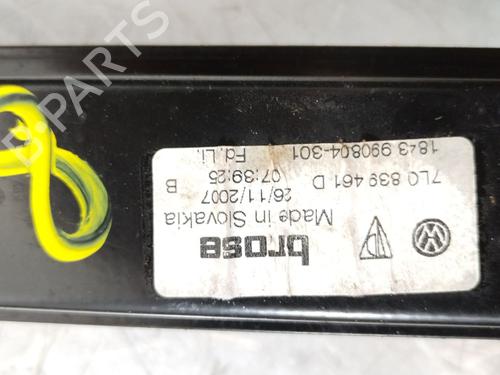 brose
Made in Slovakia
26/11/2007 B
07:39:25
7L0 839 461 D
Fd.Li.
1843 990804-301
8
D-PARTS